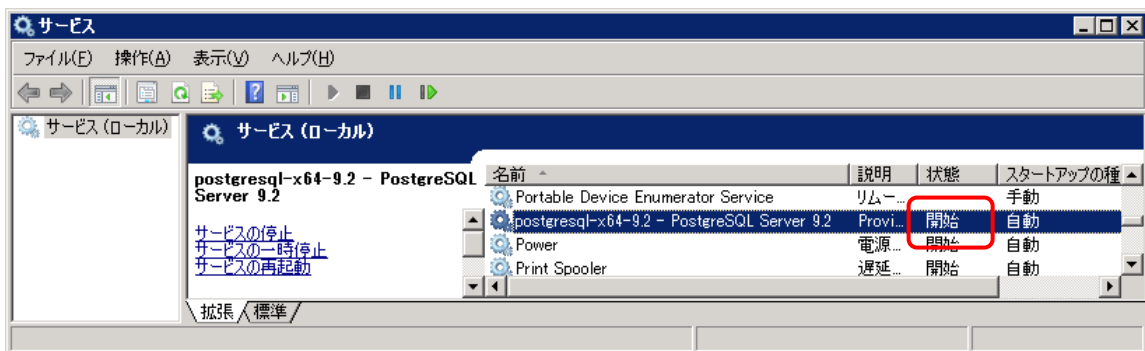 サービス
ファイル(F) 操作(A) 表示(V) ヘルプ(H)
サービス (ローカル)
サービス (ローカル)
postgresql-x64-9.2 - PostgreSQL Server 9.2
サービスの停止
サービスの一時停止
サービスの再起動
名前 説明 状態 スタートアップの種
Portable Device Enumerator Service リムー... 手動
postgresql-x64-9.2 - PostgreSQL Server 9.2 Provi... 開始 自動
Power 電源... 開始 自動
Print Spooler 遅延... 開始 自動
拡張 標準